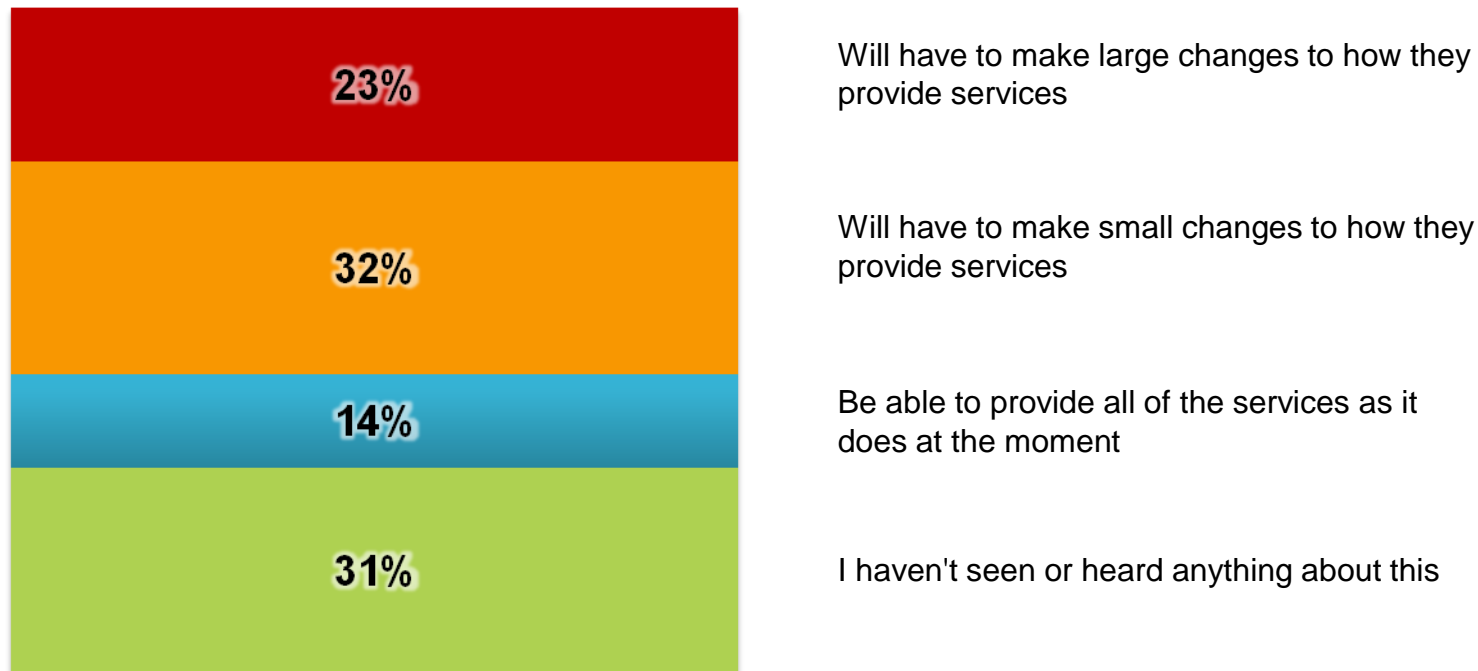 23%
Will have to make large changes to how they
provide services
32%
Will have to make small changes to how they
provide services
14%
Be able to provide all of the services as it
does at the moment
31%
I haven't seen or heard anything about this